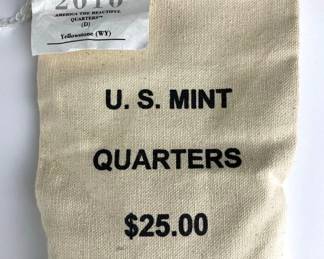 2010
AMERICA THE BEAUTIFUL
QUARTERS™
(D)
Yellowstone (WY)
U. S. MINT
QUARTERS
$25.00